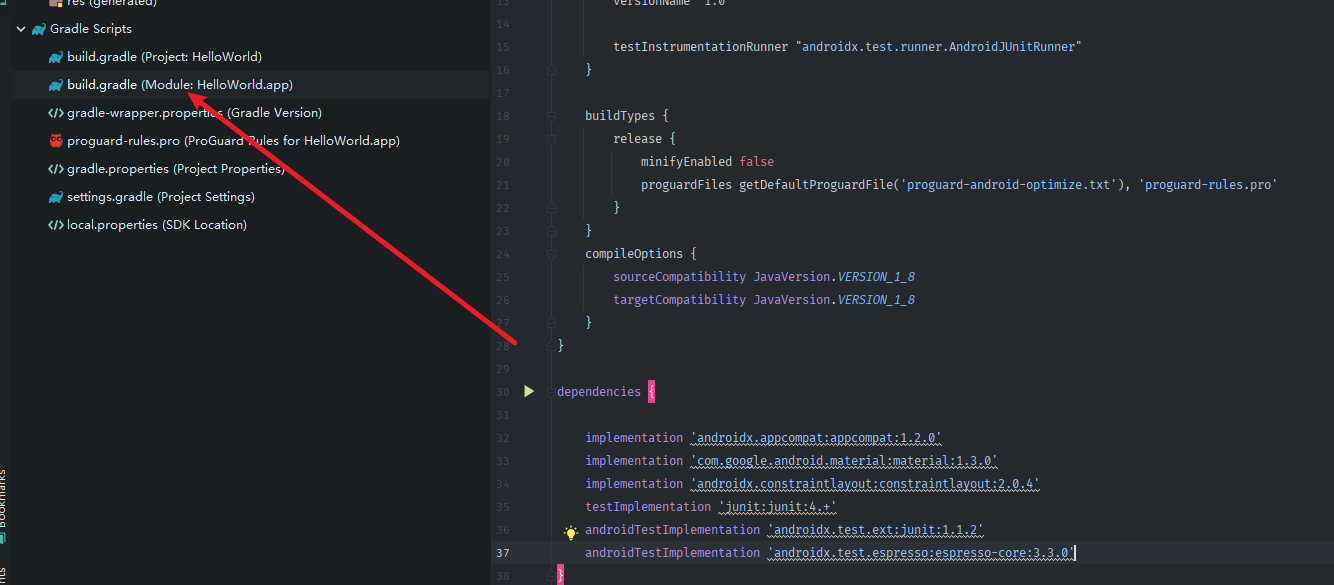 res (generated)
Gradle Scripts
build.gradle (Project: HelloWorld)
build.gradle (Module: HelloWorld.app)
gradle-wrapper.properties (Gradle Version)
proguard-rules.pro (ProGuard Rules for HelloWorld.app)
gradle.properties (Project Properties)
settings.gradle (Project Settings)
local.properties (SDK Location)
Bookmarks
13 versionName "1.0"
14
15 testInstrumentationRunner "androidx.test.runner.AndroidJUnitRunner"
16 }
17
18 buildTypes {
19 release {
20 minifyEnabled false
21 proguardFiles getDefaultProguardFile('proguard-android-optimize.txt'), 'proguard-rules.pro'
22 }
23 }
24 compileOptions {
25 sourceCompatibility JavaVersion.VERSION_1_8
26 targetCompatibility JavaVersion.VERSION_1_8
27 }
28 }
29
30 dependencies {
31
32 implementation 'androidx.appcompat:appcompat:1.2.0'
33 implementation 'com.google.android.material:material:1.3.0'
34 implementation 'androidx.constraintlayout:constraintlayout:2.0.4'
35 testImplementation 'junit:junit:4.+'
36 androidTestImplementation 'androidx.test.ext:junit:1.1.2'
37 androidTestImplementation 'androidx.test.espresso:espresso-core:3.3.0'
38 }